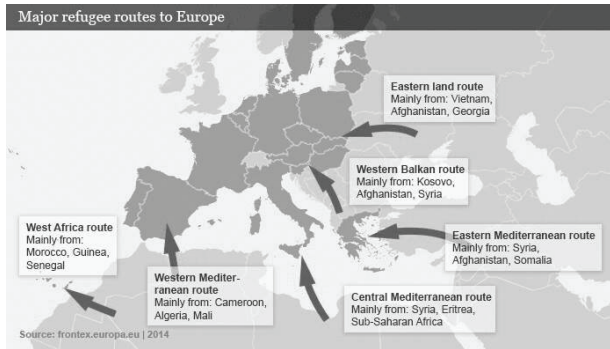 Major refugee routes to Europe
Eastern land route
Mainly from: Vietnam,
Afghanistan, Georgia
Western Balkan route
Mainly from: Kosovo,
Afghanistan, Syria
West Africa route
Mainly from:
Morocco, Guinea,
Senegal
Eastern Mediterranean route
Mainly from: Syria,
Afghanistan, Somalia
Western Mediter-
ranean route
Mainly from: Cameroon,
Algeria, Mali
Central Mediterranean route
Mainly from: Syria, Eritrea,
Sub-Saharan Africa
Source: frontex.europa.eu | 2014